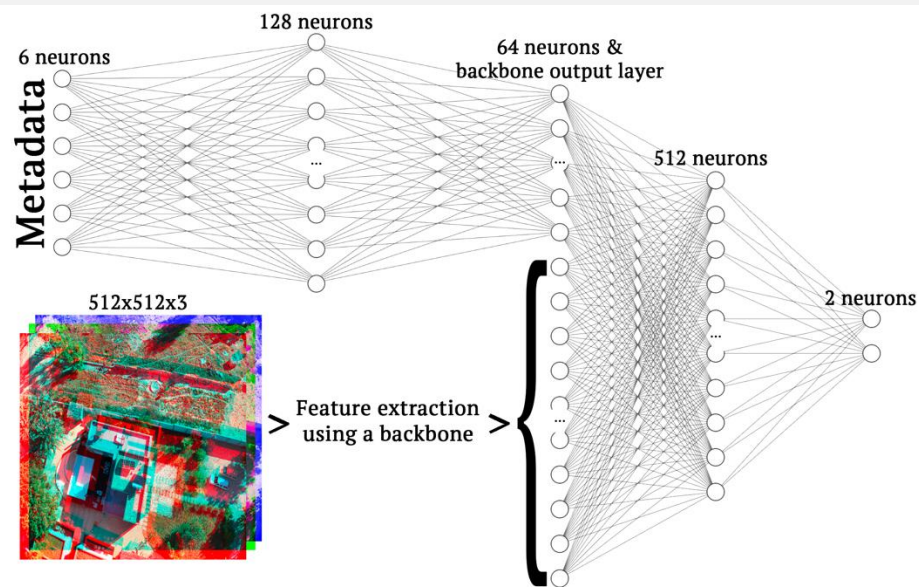 128 neurons
6 neurons
64 neurons &
backbone output layer
Metadata
...
...
512 neurons
512x512x3
2 neurons
...
> Feature extraction >
using a backbone
...